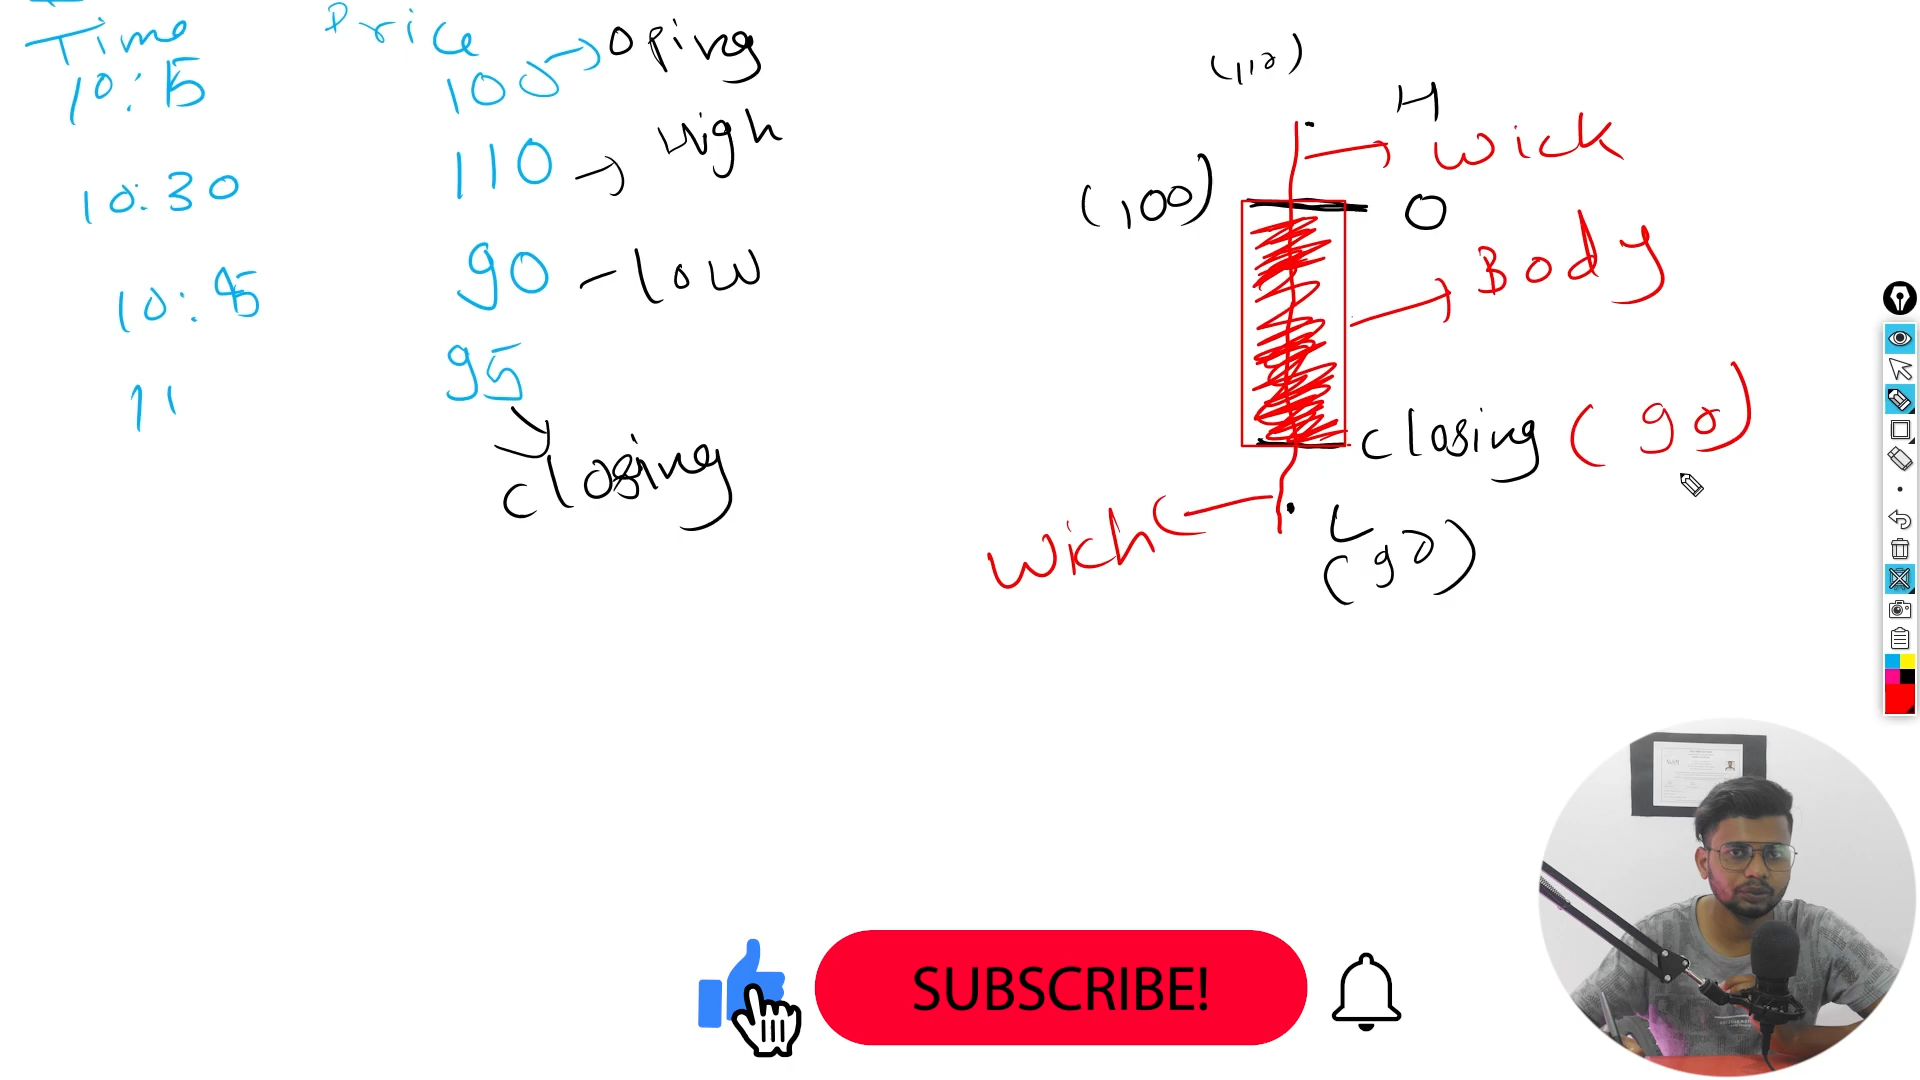 Time Price
10:15 100 → Oping
10:30 110 → High
10:45 90 - low
11 95
closing
(110)
H
Wick
(100) O
Body
closing (90)
Wich L
(90)
SUBSCRIBE!